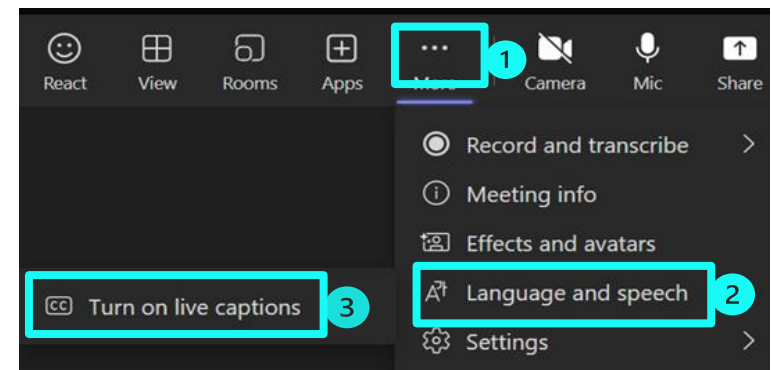 React View Rooms Apps More Camera Mic Share
1
Record and transcribe
Meeting info
Effects and avatars
Language and speech 2
CC Turn on live captions 3
Settings